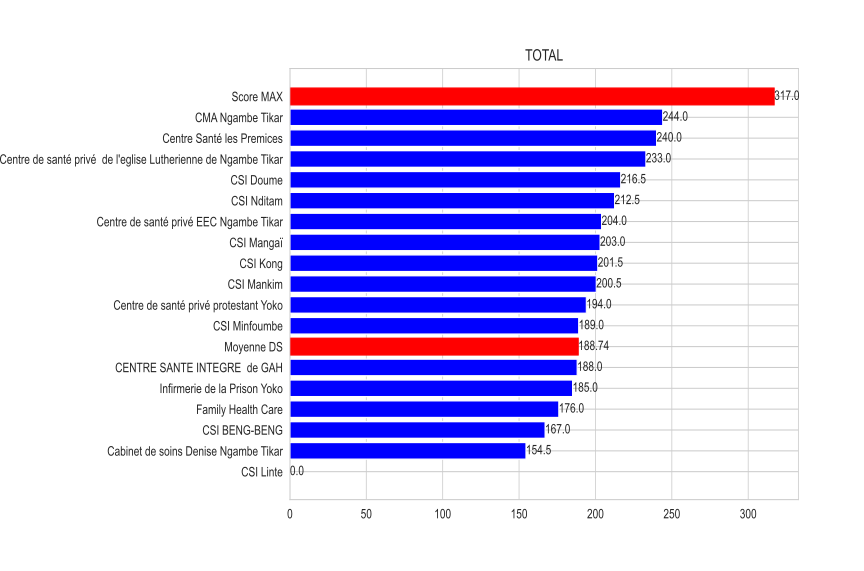 TOTAL
Score MAX 317.0
CMA Ngambe Tikar 244.0
Centre Santé les Premices 240.0
Centre de santé privé  de l'eglise Lutherienne de Ngambe Tikar 233.0
CSI Doume 216.5
CSI Nditam 212.5
Centre de santé privé EEC Ngambe Tikar 204.0
CSI Mangaï 203.0
CSI Kong 201.5
CSI Mankim 200.5
Centre de santé privé protestant Yoko 194.0
CSI Minfoumbe 189.0
Moyenne DS 188.74
CENTRE SANTE INTEGRE  de GAH 188.0
Infirmerie de la Prison Yoko 185.0
Family Health Care 176.0
CSI BENG-BENG 167.0
Cabinet de soins Denise Ngambe Tikar 154.5
CSI Linte 0.0
0 50 100 150 200 250 300